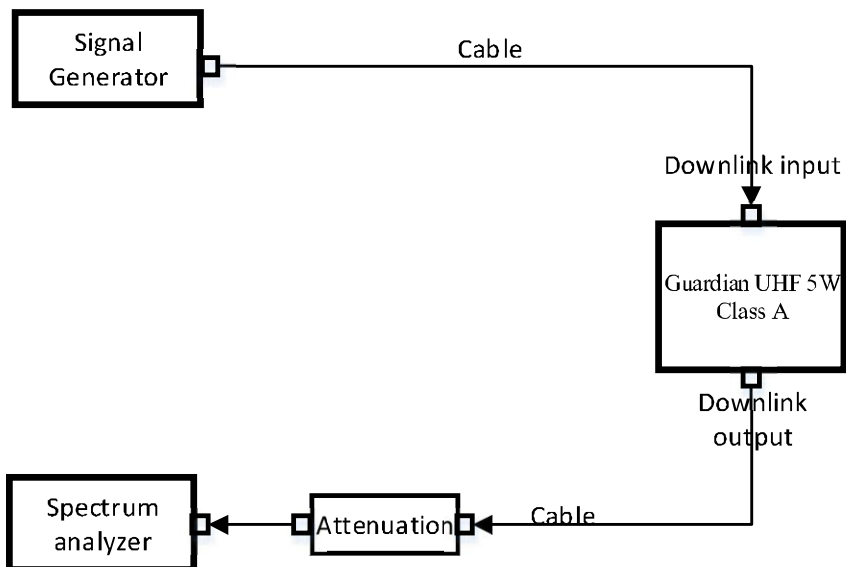 Signal
Generator
Cable
Downlink input
Guardian UHF 5W
Class A
Downlink
output
Cable
Attenuation
Spectrum
analyzer